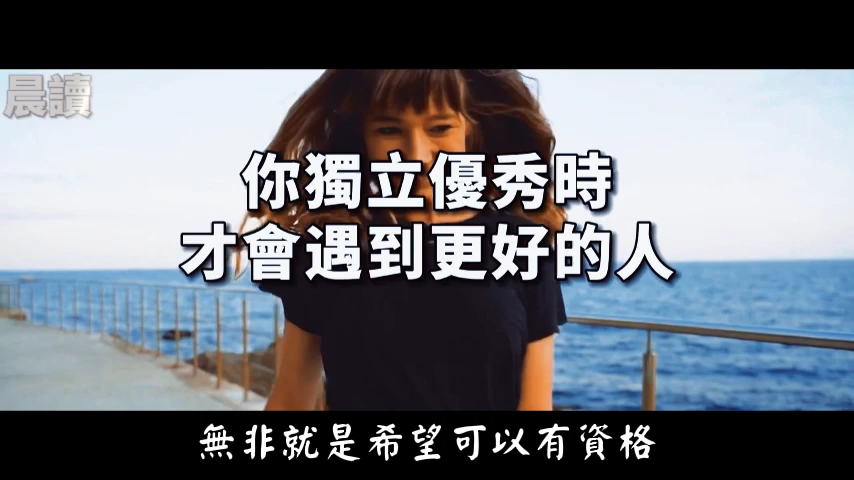 晨讀
你獨立優秀時
才會遇到更好的人
無非就是希望可以有資格